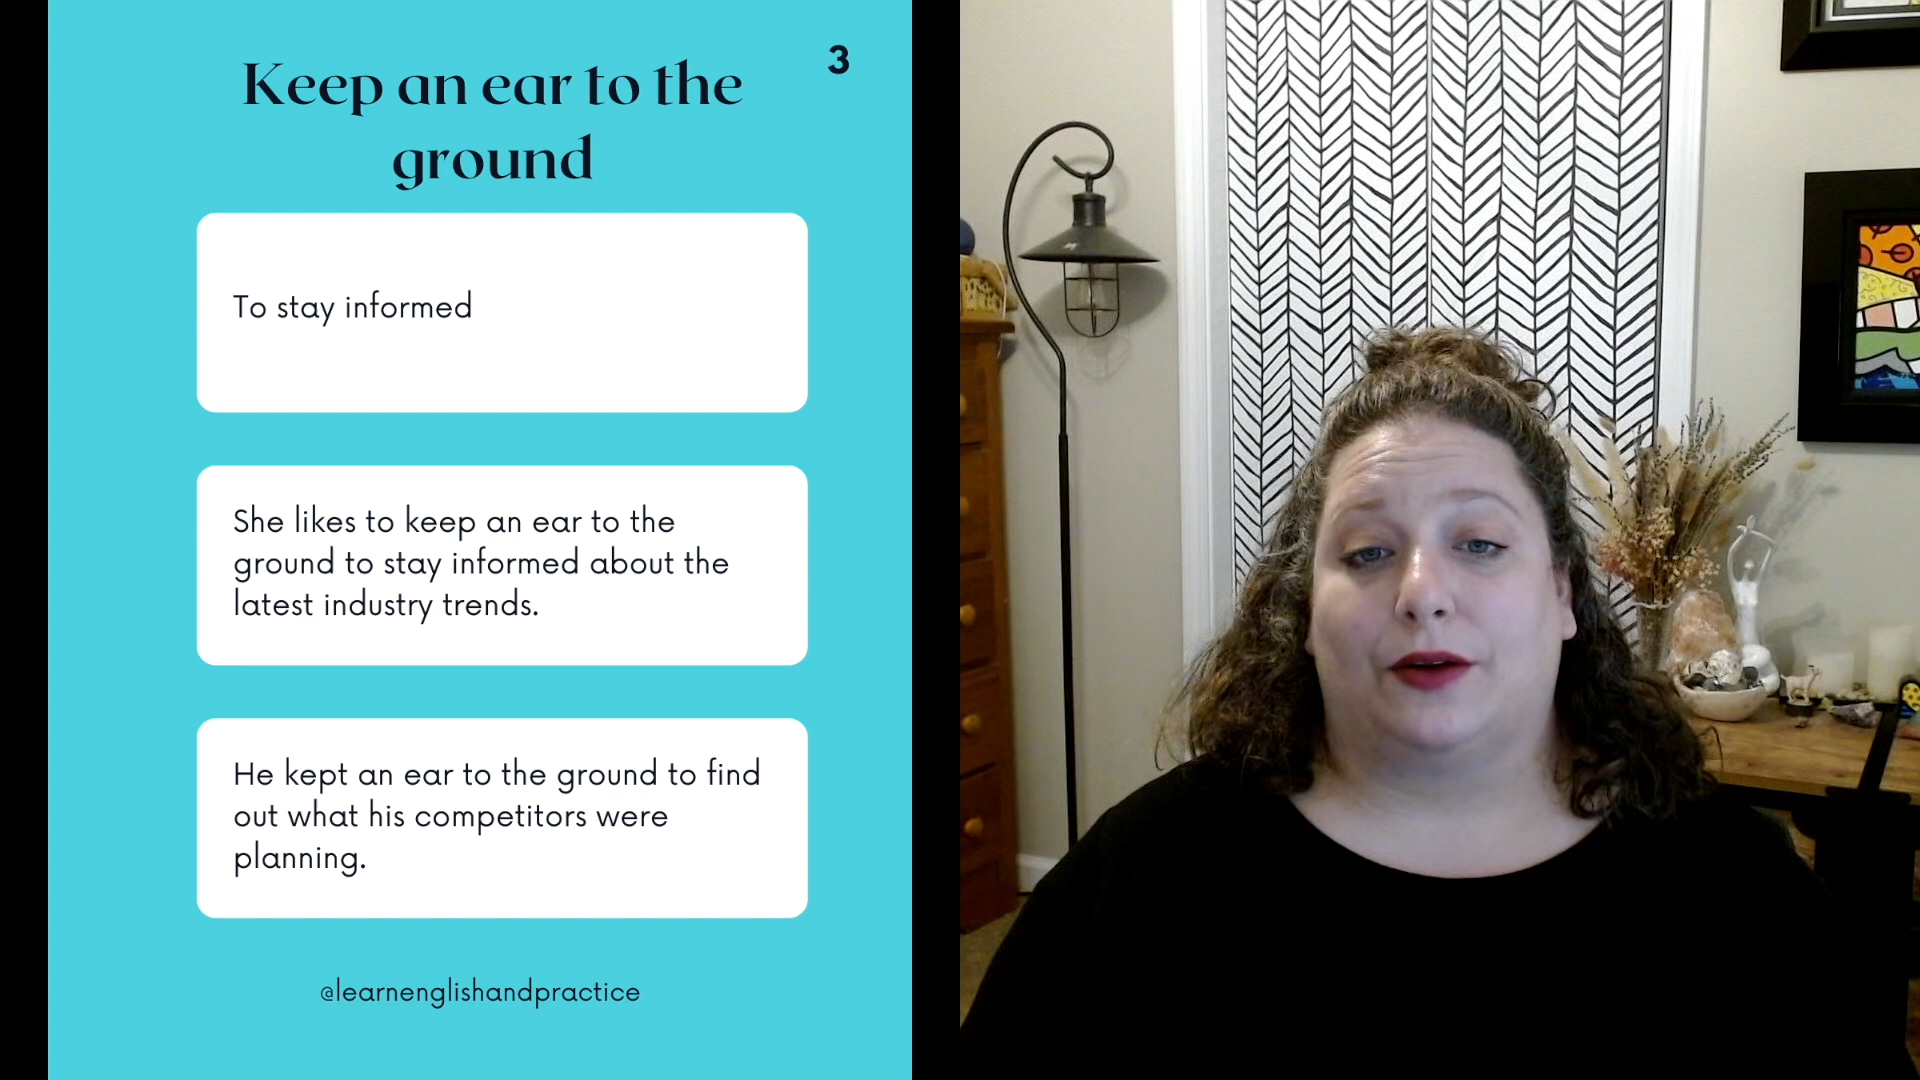 3
Keep an ear to the
ground
To stay informed
She likes to keep an ear to the
ground to stay informed about the
latest industry trends.
He kept an ear to the ground to find
out what his competitors were
planning.
@learnenglishandpractice